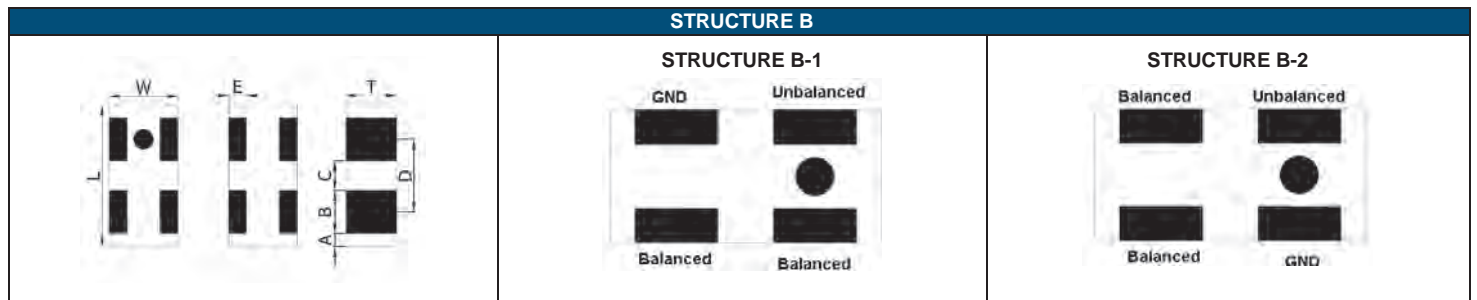 STRUCTURE B
W
E
T
L
C
D
B
A
STRUCTURE B-1
GND Unbalanced
Balanced Balanced
STRUCTURE B-2
Balanced Unbalanced
Balanced GND